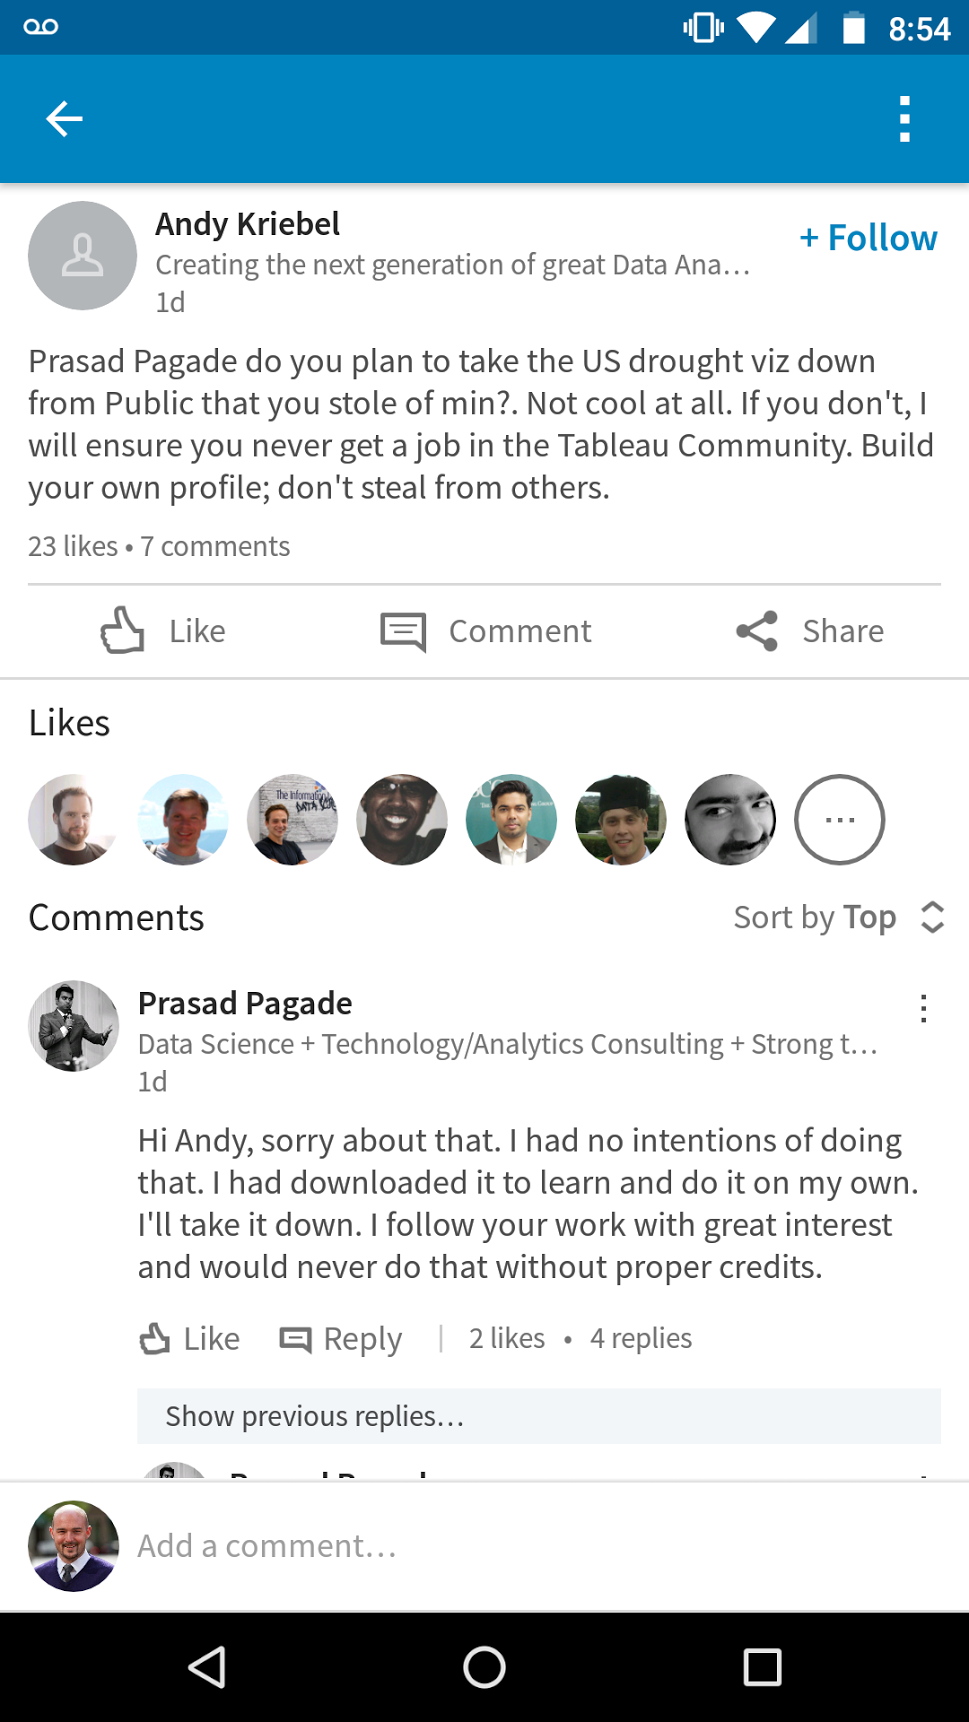 8:54
Andy Kriebel
+ Follow
Creating the next generation of great Data Ana...
1d
Prasad Pagade do you plan to take the US drought viz down
from Public that you stole of min?. Not cool at all. If you don't, I
will ensure you never get a job in the Tableau Community. Build
your own profile; don't steal from others.
23 likes • 7 comments
Like Comment Share
Likes
The Information
DATA
Comments
Sort by Top
Prasad Pagade
Data Science + Technology/Analytics Consulting + Strong t...
1d
Hi Andy, sorry about that. I had no intentions of doing
that. I had downloaded it to learn and do it on my own.
I'll take it down. I follow your work with great interest
and would never do that without proper credits.
Like Reply | 2 likes • 4 replies
Show previous replies...
Add a comment...